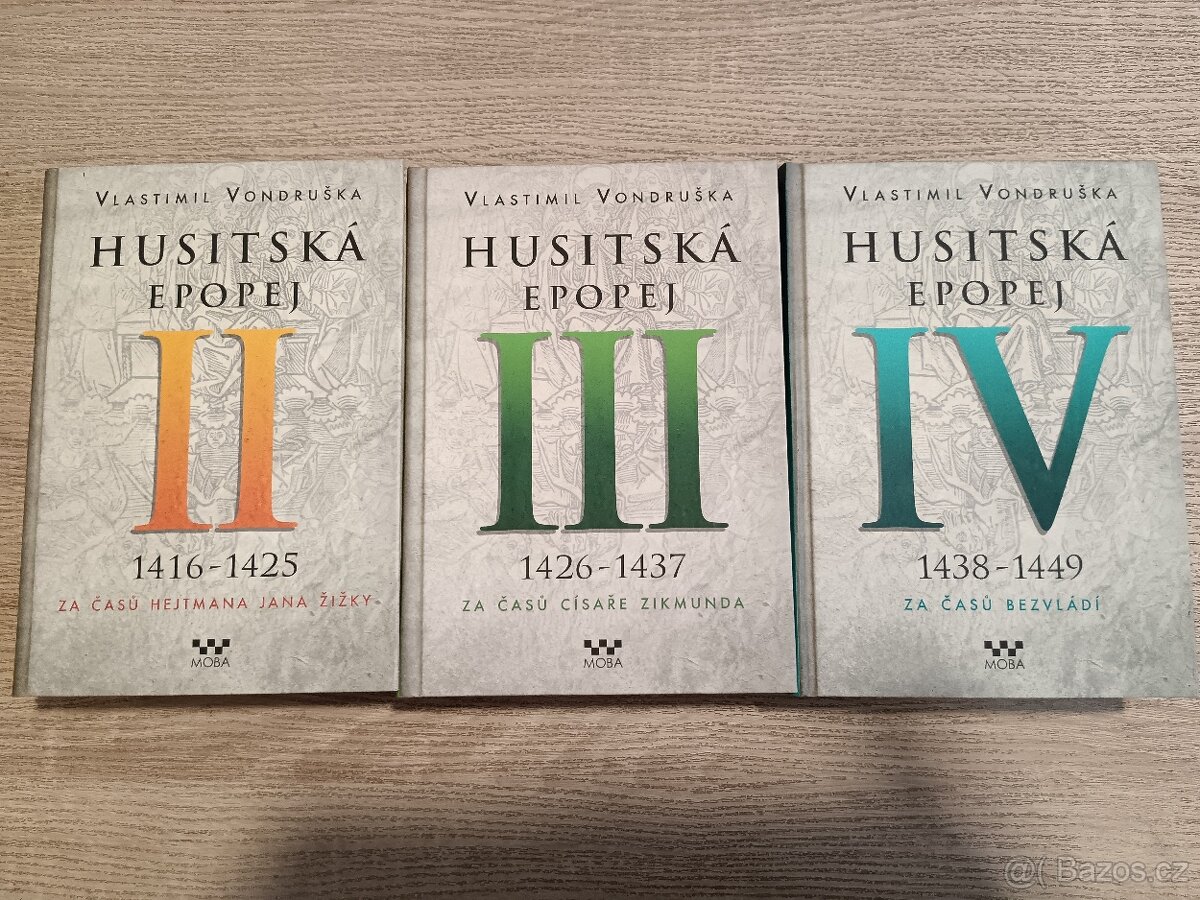 VLASTIMIL VONDRUŠKA
HUSITSKÁ
EPOPEJ
II
1416-1425
ZA ČASŮ HEJTMANA JANA ŽIŽKY
MOBA
VLASTIMIL VONDRUŠKA
HUSITSKÁ
EPOPEJ
III
1426-1437
ZA ČASŮ CÍSAŘE ZIKMUNDA
MOBA
VLASTIMIL VONDRUŠKA
HUSITSKÁ
EPOPEJ
IV
1438-1449
ZA ČASŮ BEZVLÁDÍ
MOBA
@( Bazos.cz